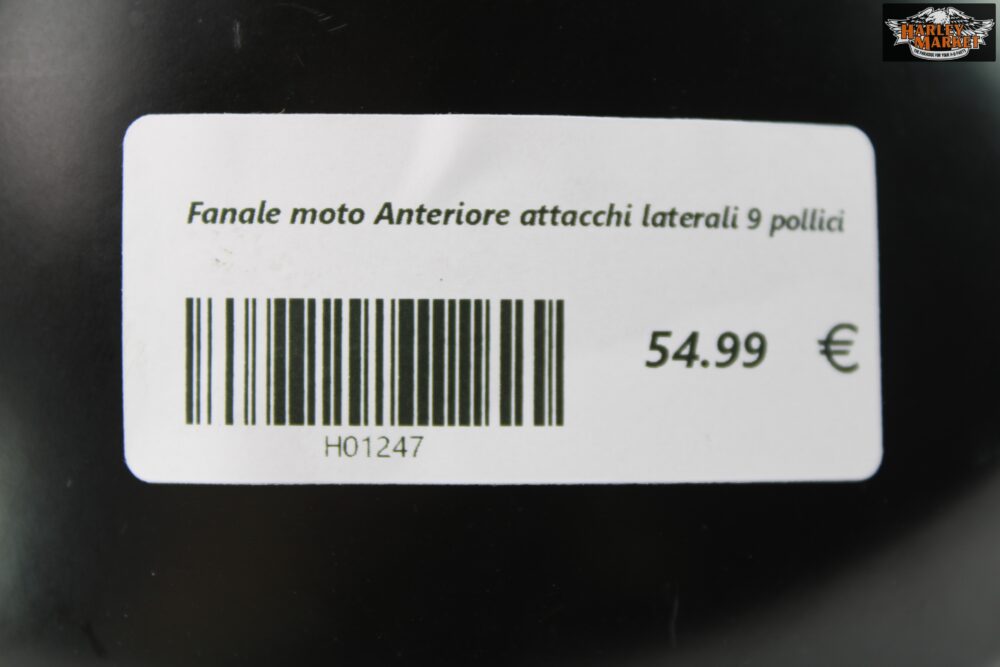 HARLEY
MARKET
Fanale moto Anteriore attacchi laterali 9 pollici
54.99 €
H01247